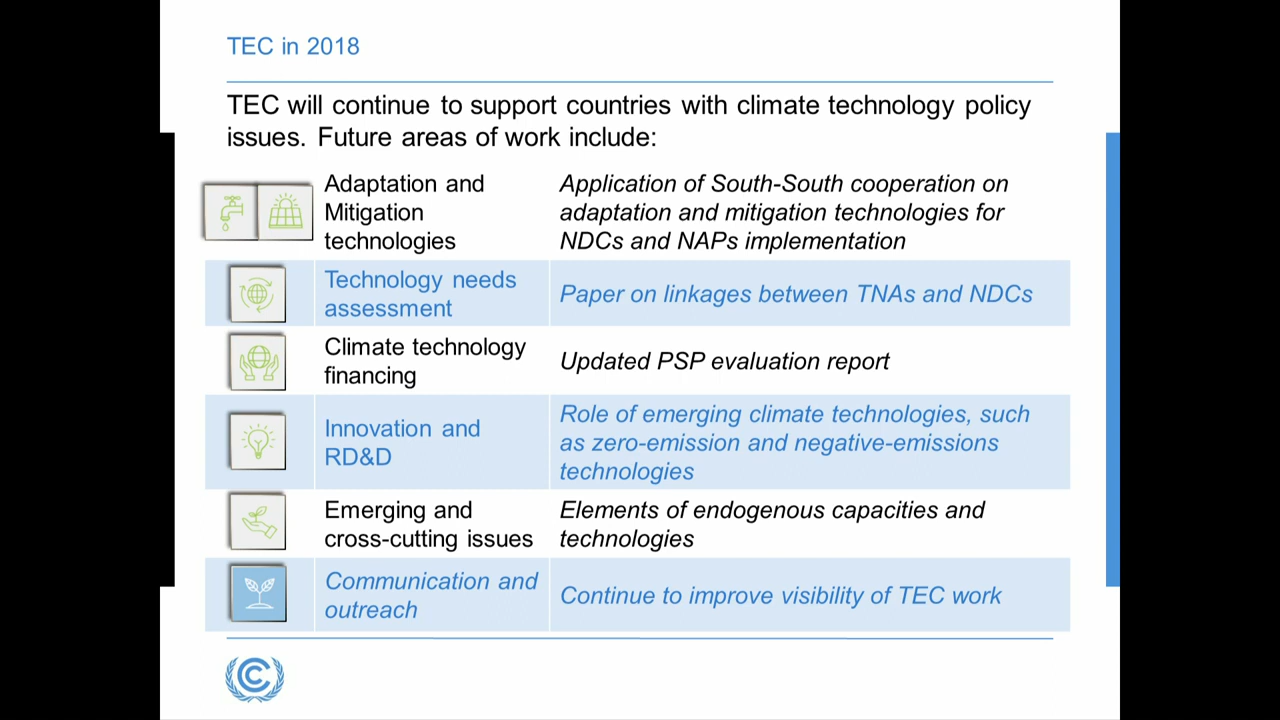 TEC in 2018
TEC will continue to support countries with climate technology policy
issues. Future areas of work include:
Adaptation and
Mitigation
technologies
Application of South-South cooperation on
adaptation and mitigation technologies for
NDCs and NAPs implementation
Technology needs
assessment
Paper on linkages between TNAs and NDCs
Climate technology
financing
Updated PSP evaluation report
Innovation and
RD&D
Role of emerging climate technologies, such
as zero-emission and negative-emissions
technologies
Emerging and
cross-cutting issues
Elements of endogenous capacities and
technologies
Communication and
outreach
Continue to improve visibility of TEC work